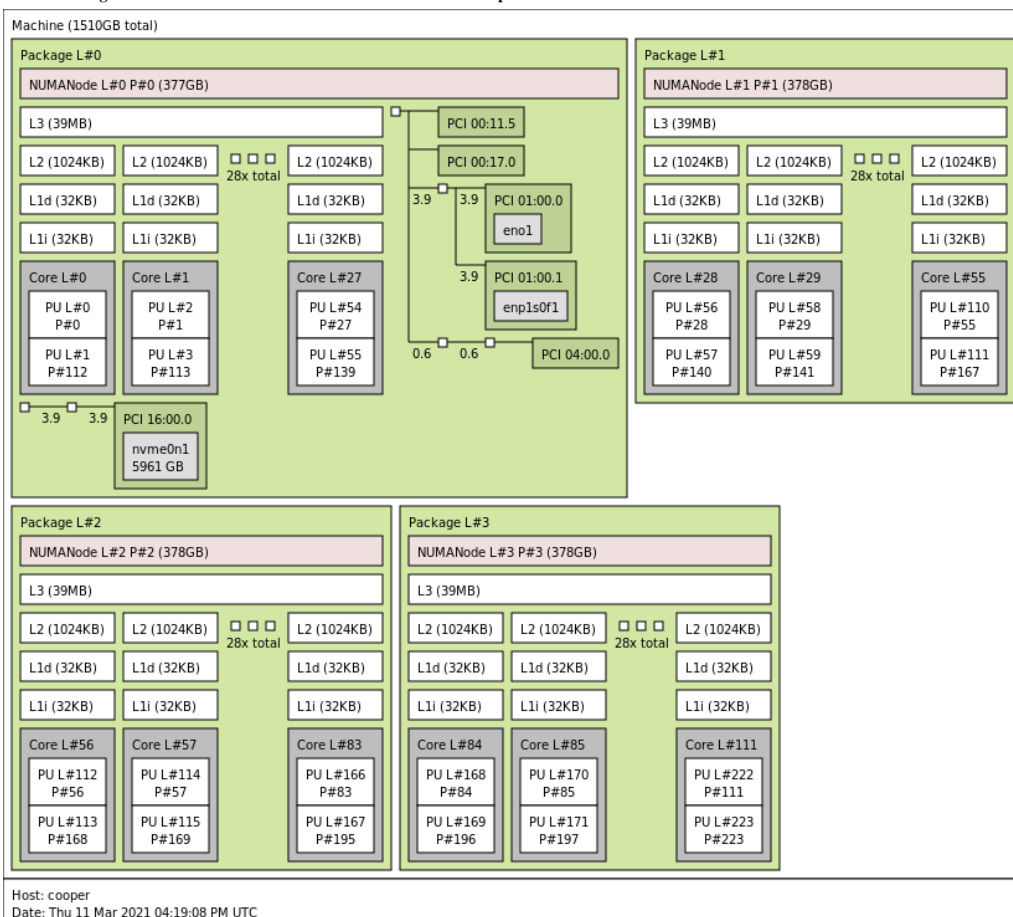 Machine (1510GB total)
Package L#0
NUMANode L#0 P#0 (377GB)
L3 (39MB)
L2 (1024KB) L2 (1024KB) 28x total L2 (1024KB)
L1d (32KB) L1d (32KB) L1d (32KB)
L1i (32KB) L1i (32KB) L1i (32KB)
Core L#0 Core L#1 Core L#27
PU L#0 PU L#2 PU L#54
P#0 P#1 P#27
PU L#1 PU L#3 PU L#55
P#112 P#113 P#139
PCI 00:11.5
PCI 00:17.0
3.9 3.9 PCI 01:00.0
eno1
3.9 PCI 01:00.1
enp1s0f1
0.6 0.6 PCI 04:00.0
3.9 3.9 PCI 16:00.0
nvme0n1
5961 GB
Package L#1
NUMANode L#1 P#1 (378GB)
L3 (39MB)
L2 (1024KB) L2 (1024KB) 28x total L2 (1024KB)
L1d (32KB) L1d (32KB) L1d (32KB)
L1i (32KB) L1i (32KB) L1i (32KB)
Core L#28 Core L#29 Core L#55
PU L#56 PU L#58 PU L#110
P#28 P#29 P#55
PU L#57 PU L#59 PU L#111
P#140 P#141 P#167
Package L#2
NUMANode L#2 P#2 (378GB)
L3 (39MB)
L2 (1024KB) L2 (1024KB) 28x total L2 (1024KB)
L1d (32KB) L1d (32KB) L1d (32KB)
L1i (32KB) L1i (32KB) L1i (32KB)
Core L#56 Core L#57 Core L#83
PU L#112 PU L#114 PU L#166
P#56 P#57 P#83
PU L#113 PU L#115 PU L#167
P#168 P#169 P#195
Package L#3
NUMANode L#3 P#3 (378GB)
L3 (39MB)
L2 (1024KB) L2 (1024KB) 28x total L2 (1024KB)
L1d (32KB) L1d (32KB) L1d (32KB)
L1i (32KB) L1i (32KB) L1i (32KB)
Core L#84 Core L#85 Core L#111
PU L#168 PU L#170 PU L#222
P#84 P#85 P#111
PU L#169 PU L#171 PU L#223
P#196 P#197 P#223
Host: cooper
Date: Thu 11 Mar 2021 04:19:08 PM UTC